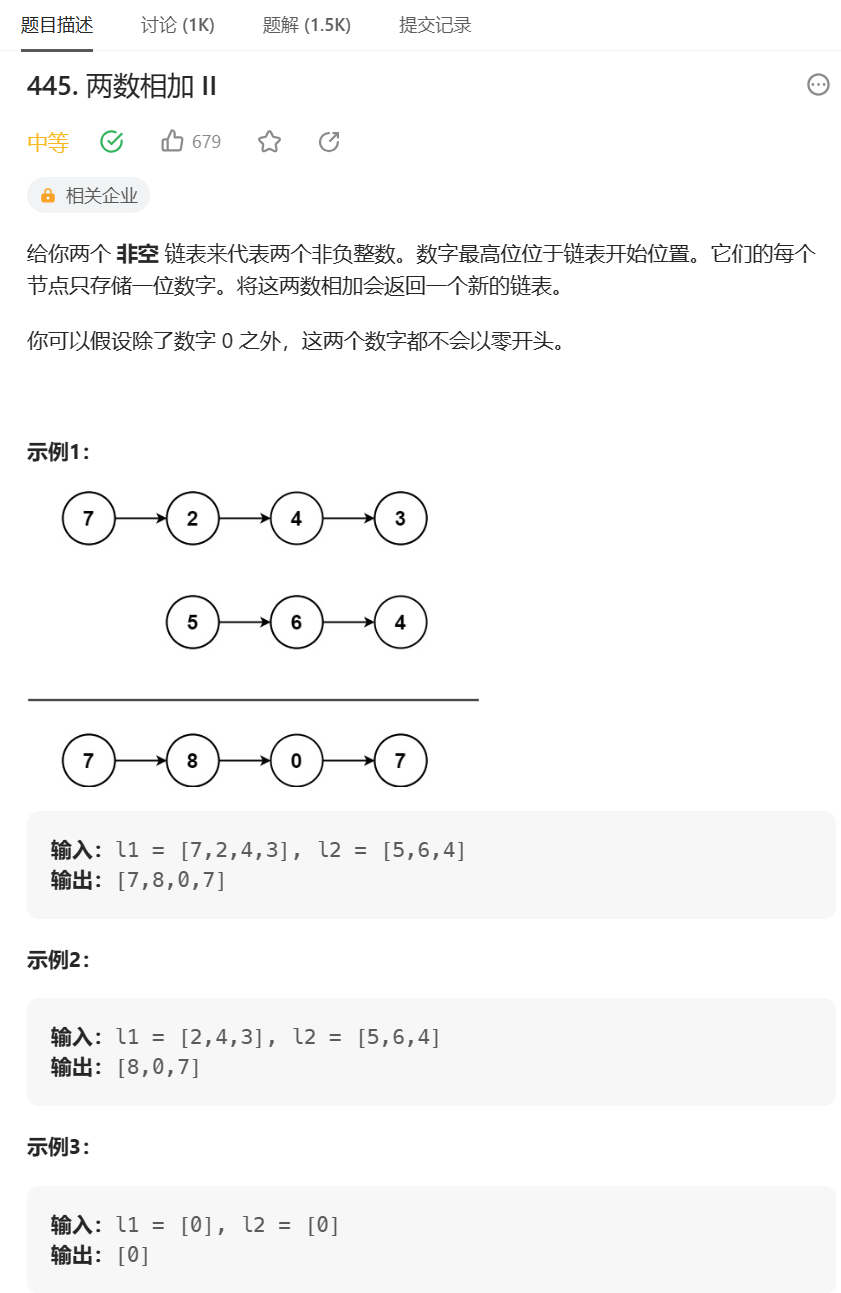 题目描述 讨论 (1K) 题解 (1.5K) 提交记录
445. 两数相加 II
中等 679
相关企业
给你两个 非空 链表来代表两个非负整数。数字最高位位于链表开始位置。它们的每个
节点只存储一位数字。将这两数相加会返回一个新的链表。
你可以假设除了数字 0 之外，这两个数字都不会以零开头。
示例1：
7 2 4 3
5 6 4
7 8 0 7
输入：l1 = [7,2,4,3], l2 = [5,6,4]
输出：[7,8,0,7]
示例2：
输入：l1 = [2,4,3], l2 = [5,6,4]
输出：[8,0,7]
示例3：
输入：l1 = [0], l2 = [0]
输出：[0]